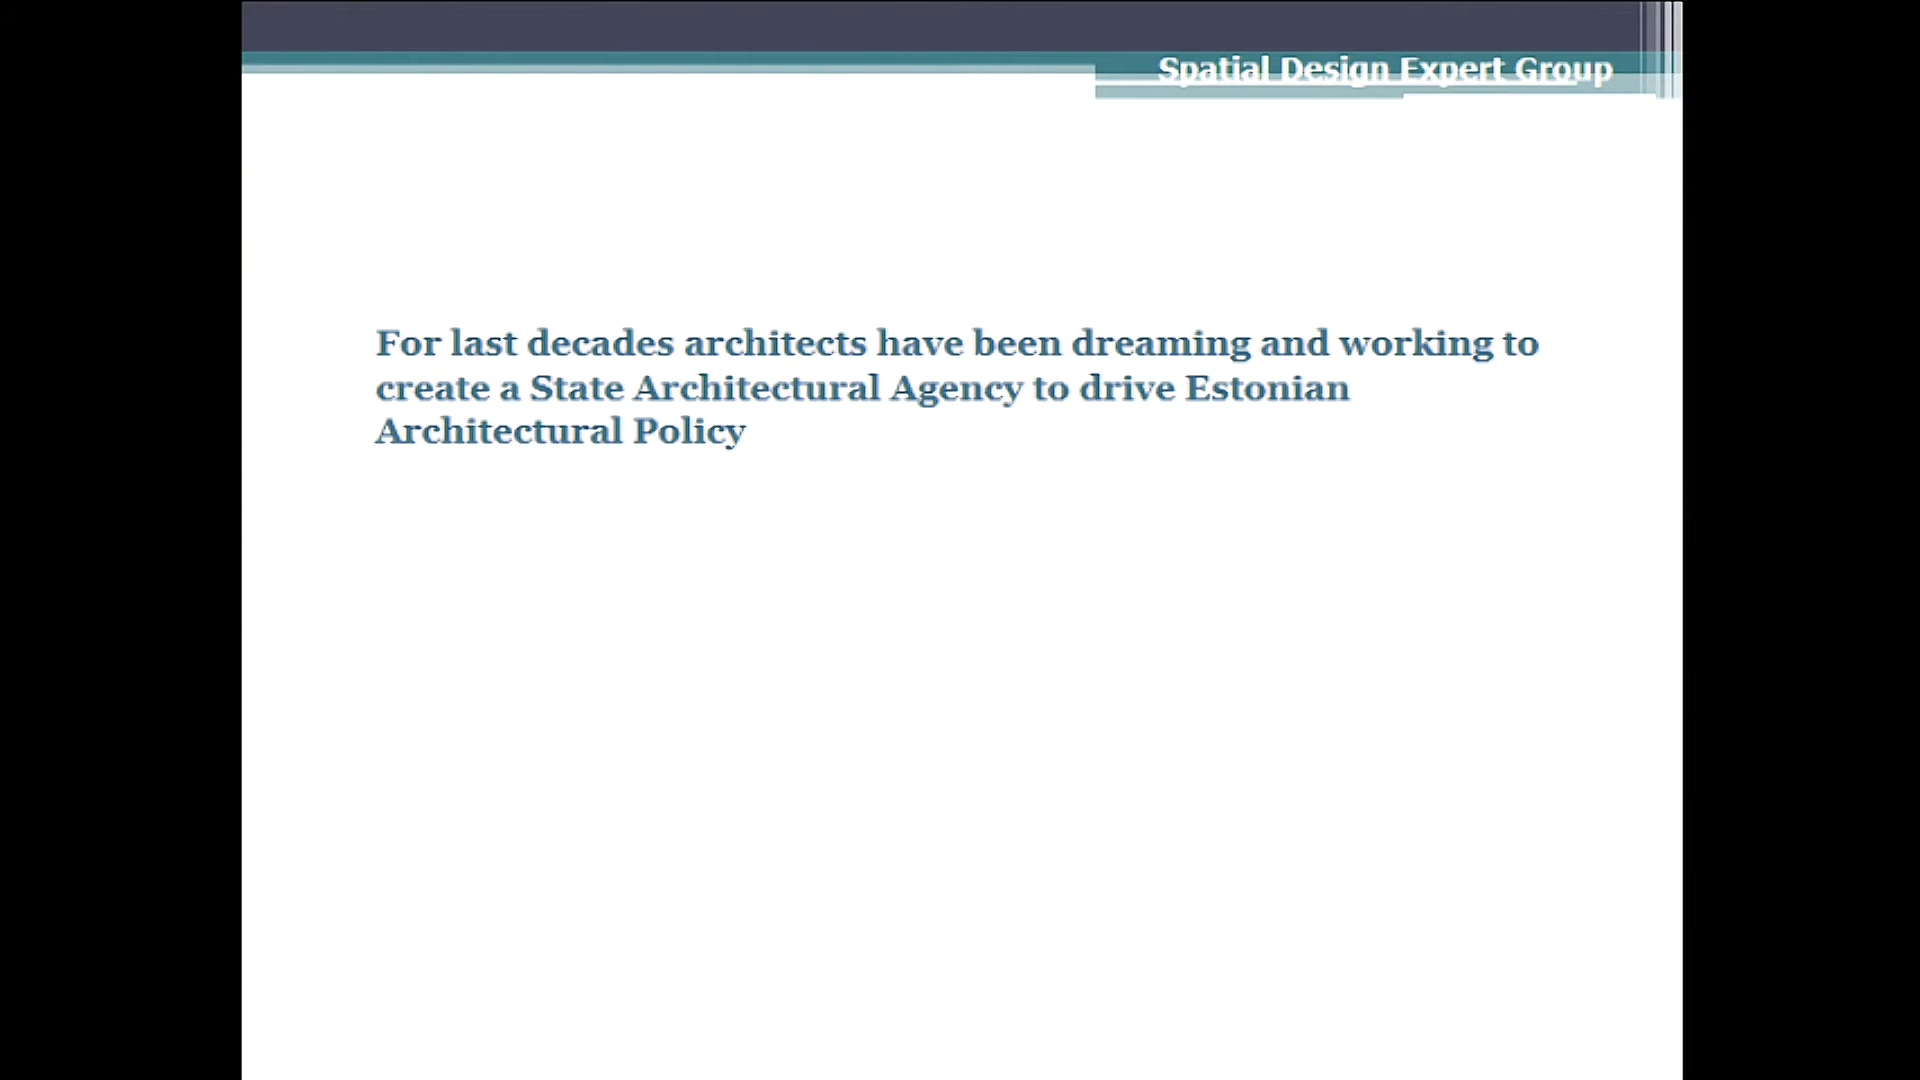 Spatial Design Expert Group
For last decades architects have been dreaming and working to
create a State Architectural Agency to drive Estonian
Architectural Policy